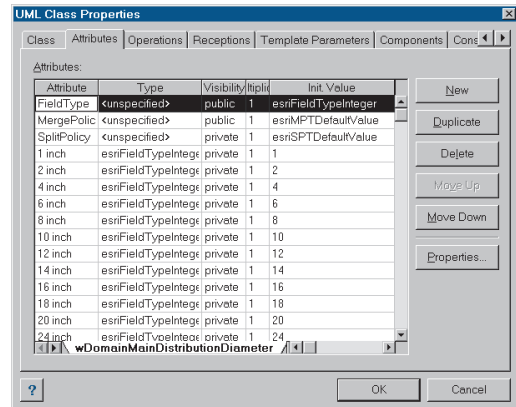 UML Class Properties
Class Attributes Operations Receptions Template Parameters Components Cons
Attributes:
Attribute Type Visibility ltiplic Init. Value
FieldType <unspecified> public 1 esriFieldTypeInteger
MergePolic <unspecified> public 1 esriMPTDefaultValue
SplitPolicy <unspecified> private 1 esriSPTDefaultValue
1 inch esriFieldTypeIntege private 1 1
2 inch esriFieldTypeIntege private 1 2
4 inch esriFieldTypeIntege private 1 4
6 inch esriFieldTypeIntege private 1 6
8 inch esriFieldTypeIntege private 1 8
10 inch esriFieldTypeIntege private 1 10
12 inch esriFieldTypeIntege private 1 12
14 inch esriFieldTypeIntege private 1 14
16 inch esriFieldTypeIntege private 1 16
18 inch esriFieldTypeIntege private 1 18
20 inch esriFieldTypeIntege private 1 20
24 inch esriFieldTypeIntege private 1 24
wDomainMainDistributionDiameter
New
Duplicate
Delete
Move Up
Move Down
Properties...
?
OK
Cancel